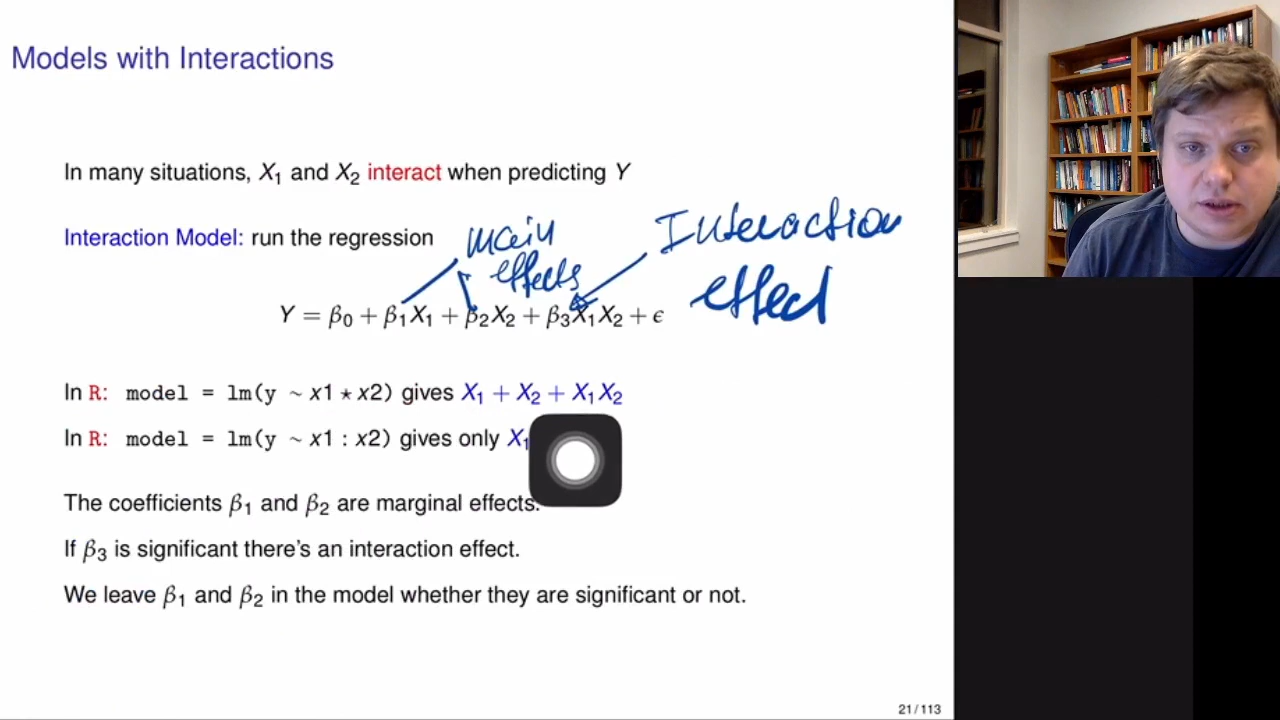 Models with Interactions
In many situations, X₁ and X₂ interact when predicting Y
Interaction Model: run the regression
main
effects
Interaction
effect
Y = β₀ + β₁X₁ + β₂X₂ + β₃X₁X₂ + ϵ
In R: model = lm(y ~ x1 * x2) gives X₁ + X₂ + X₁X₂
In R: model = lm(y ~ x1 : x2) gives only X₁
The coefficients β₁ and β₂ are marginal effects.
If β₃ is significant there's an interaction effect.
We leave β₁ and β₂ in the model whether they are significant or not.
21 / 113